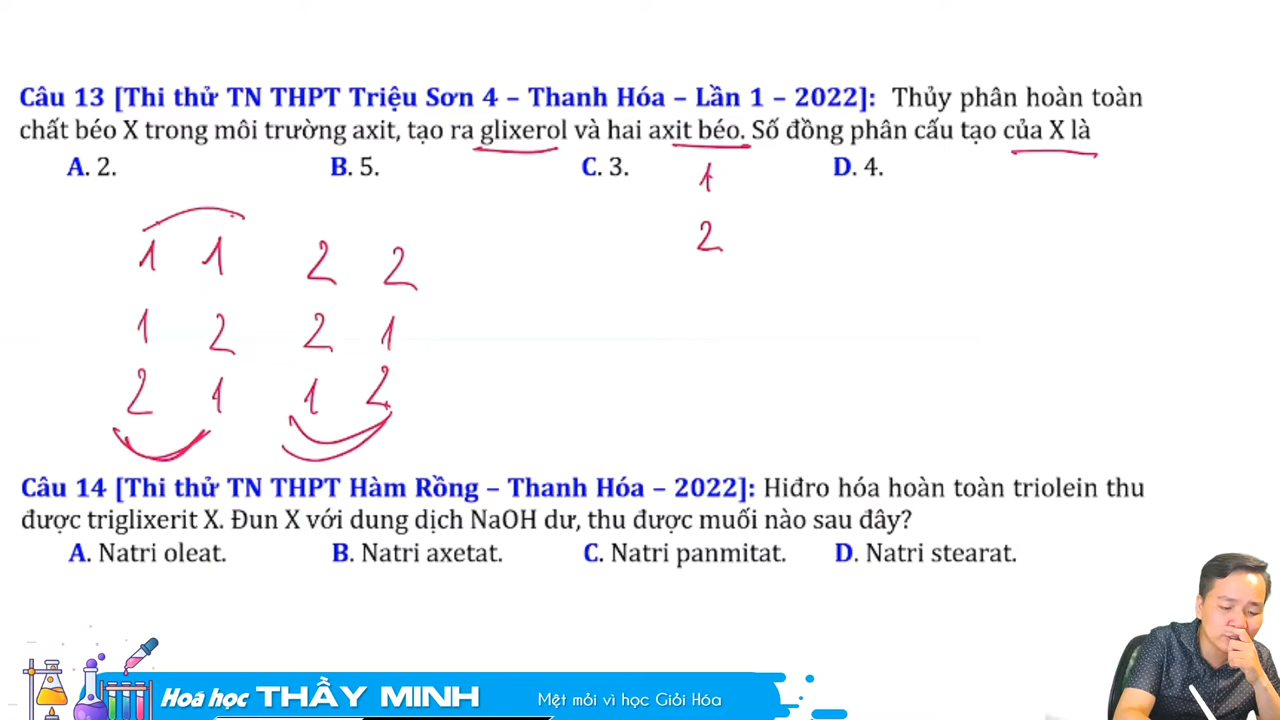 Câu 13 [Thi thử TN THPT Triệu Sơn 4 – Thanh Hóa – Lần 1 – 2022]: Thủy phân hoàn toàn
chất béo X trong môi trường axit, tạo ra glixerol và hai axit béo. Số đồng phân cấu tạo của X là
A. 2. B. 5. C. 3. D. 4.
1
2
1 1 2 2
1 2 2 1
2 1 1 2
Câu 14 [Thi thử TN THPT Hàm Rồng – Thanh Hóa – 2022]: Hiđro hóa hoàn toàn triolein thu
được triglixerit X. Đun X với dung dịch NaOH dư, thu được muối nào sau đây?
A. Natri oleat. B. Natri axetat. C. Natri panmitat. D. Natri stearat.
Hoá học THẦY MINH Mệt mỏi vì học Giỏi Hóa